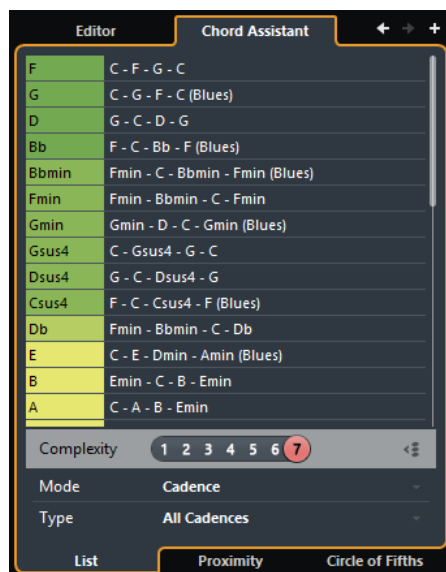 Editor Chord Assistant
F C - F - G - C
G C - G - F - C (Blues)
D G - C - D - G
Bb F - C - Bb - F (Blues)
Bbmin Fmin - C - Bbmin - Fmin (Blues)
Fmin Fmin - Bbmin - C - Fmin
Gmin Gmin - D - C - Gmin (Blues)
Gsus4 C - Gsus4 - G - C
Dsus4 G - C - Dsus4 - G
Csus4 F - C - Csus4 - F (Blues)
Db Fmin - Bbmin - C - Db
E C - E - Dmin - Amin (Blues)
B Emin - C - B - Emin
A C - A - B - Emin
Complexity 1 2 3 4 5 6 7
Mode Cadence
Type All Cadences
List Proximity Circle of Fifths